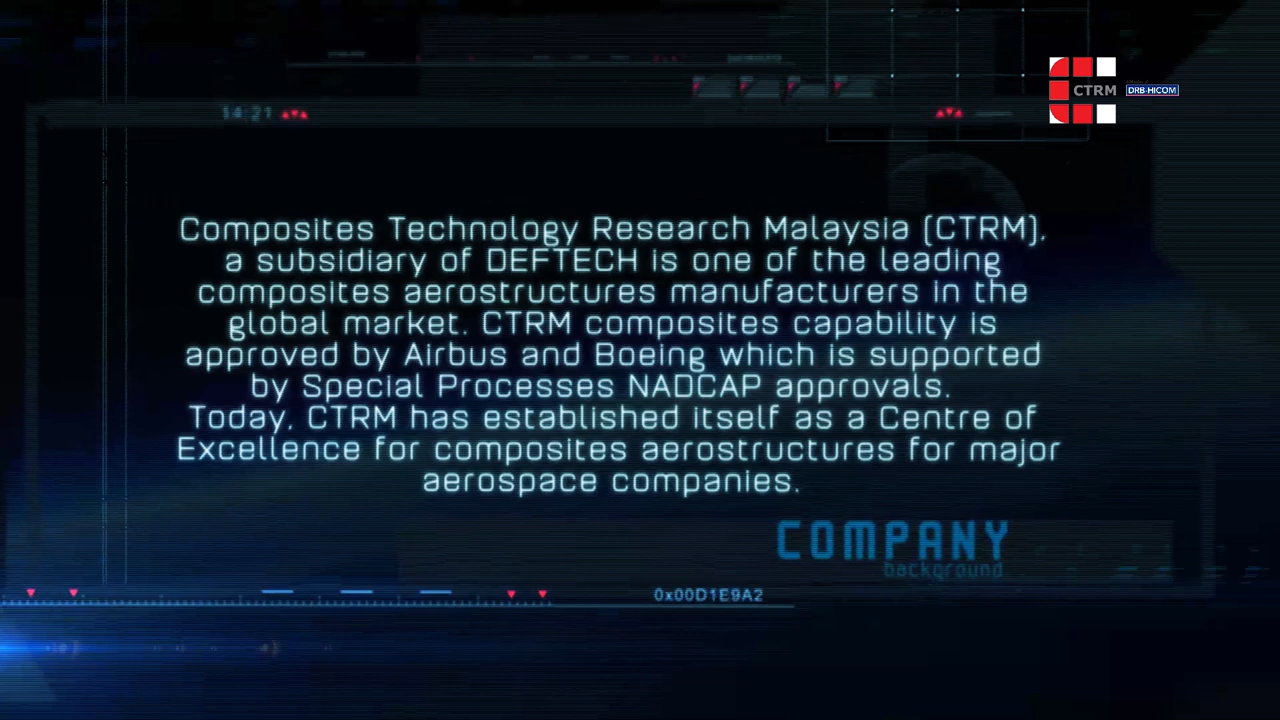 CTRM
DRB-HICOM
14:21
Composites Technology Research Malaysia (CTRM),
a subsidiary of DEFTECH is one of the leading
composites aerostructures manufacturers in the
global market. CTRM composites capability is
approved by Airbus and Boeing which is supported
by Special Processes NADCAP approvals.
Today, CTRM has established itself as a Centre of
Excellence for composites aerostructures for major
aerospace companies.
COMPANY
background
0x00D1E9A2